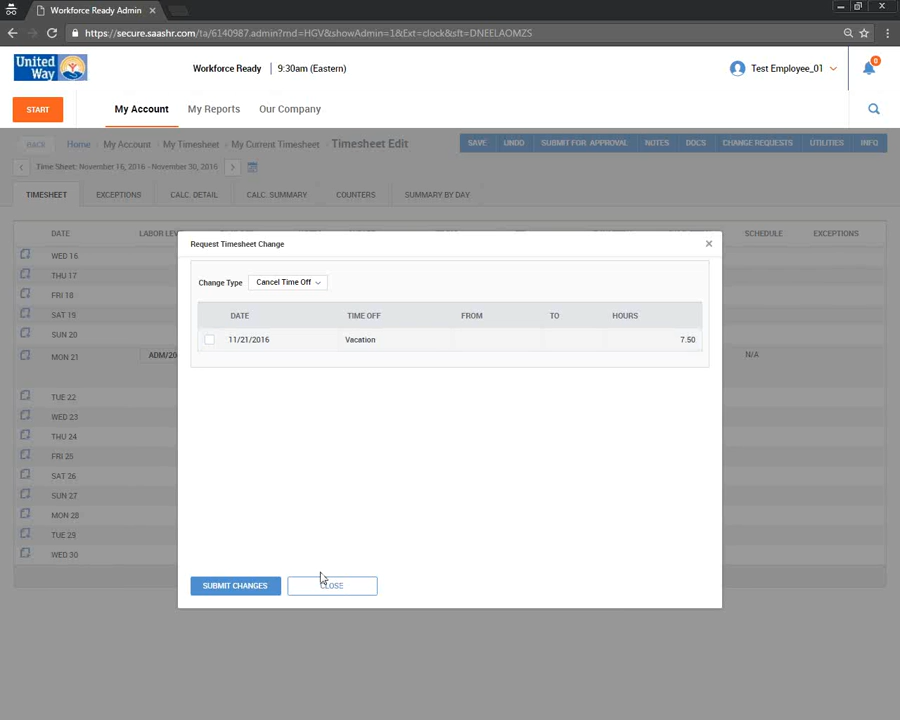 Workforce Ready Admin
https://secure.saashr.com/ta/6140987.admin?rnd=HGV&showAdmin=1&Ext=clock&sft=DNEELAOMZS
United Way
Workforce Ready
9:30am (Eastern)
Test Employee_01
0
START
My Account
My Reports
Our Company
BACK
Home
My Account
My Timesheet
My Current Timesheet
Timesheet Edit
SAVE
UNDO
SUBMIT FOR APPROVAL
NOTES
DOCS
CHANGE REQUESTS
UTILITIES
INFO
Time Sheet: November 16, 2016 - November 30, 2016
TIMESHEET
EXCEPTIONS
CALC. DETAIL
CALC. SUMMARY
COUNTERS
SUMMARY BY DAY
DATE
LABOR LEV
SCHEDULE
EXCEPTIONS
WED 16
THU 17
FRI 18
SAT 19
SUN 20
MON 21
ADM/20
N/A
TUE 22
WED 23
THU 24
FRI 25
SAT 26
SUN 27
MON 28
TUE 29
WED 30
Request Timesheet Change
Change Type
Cancel Time Off
DATE
TIME OFF
FROM
TO
HOURS
11/21/2016
Vacation
7.50
SUBMIT CHANGES
CLOSE